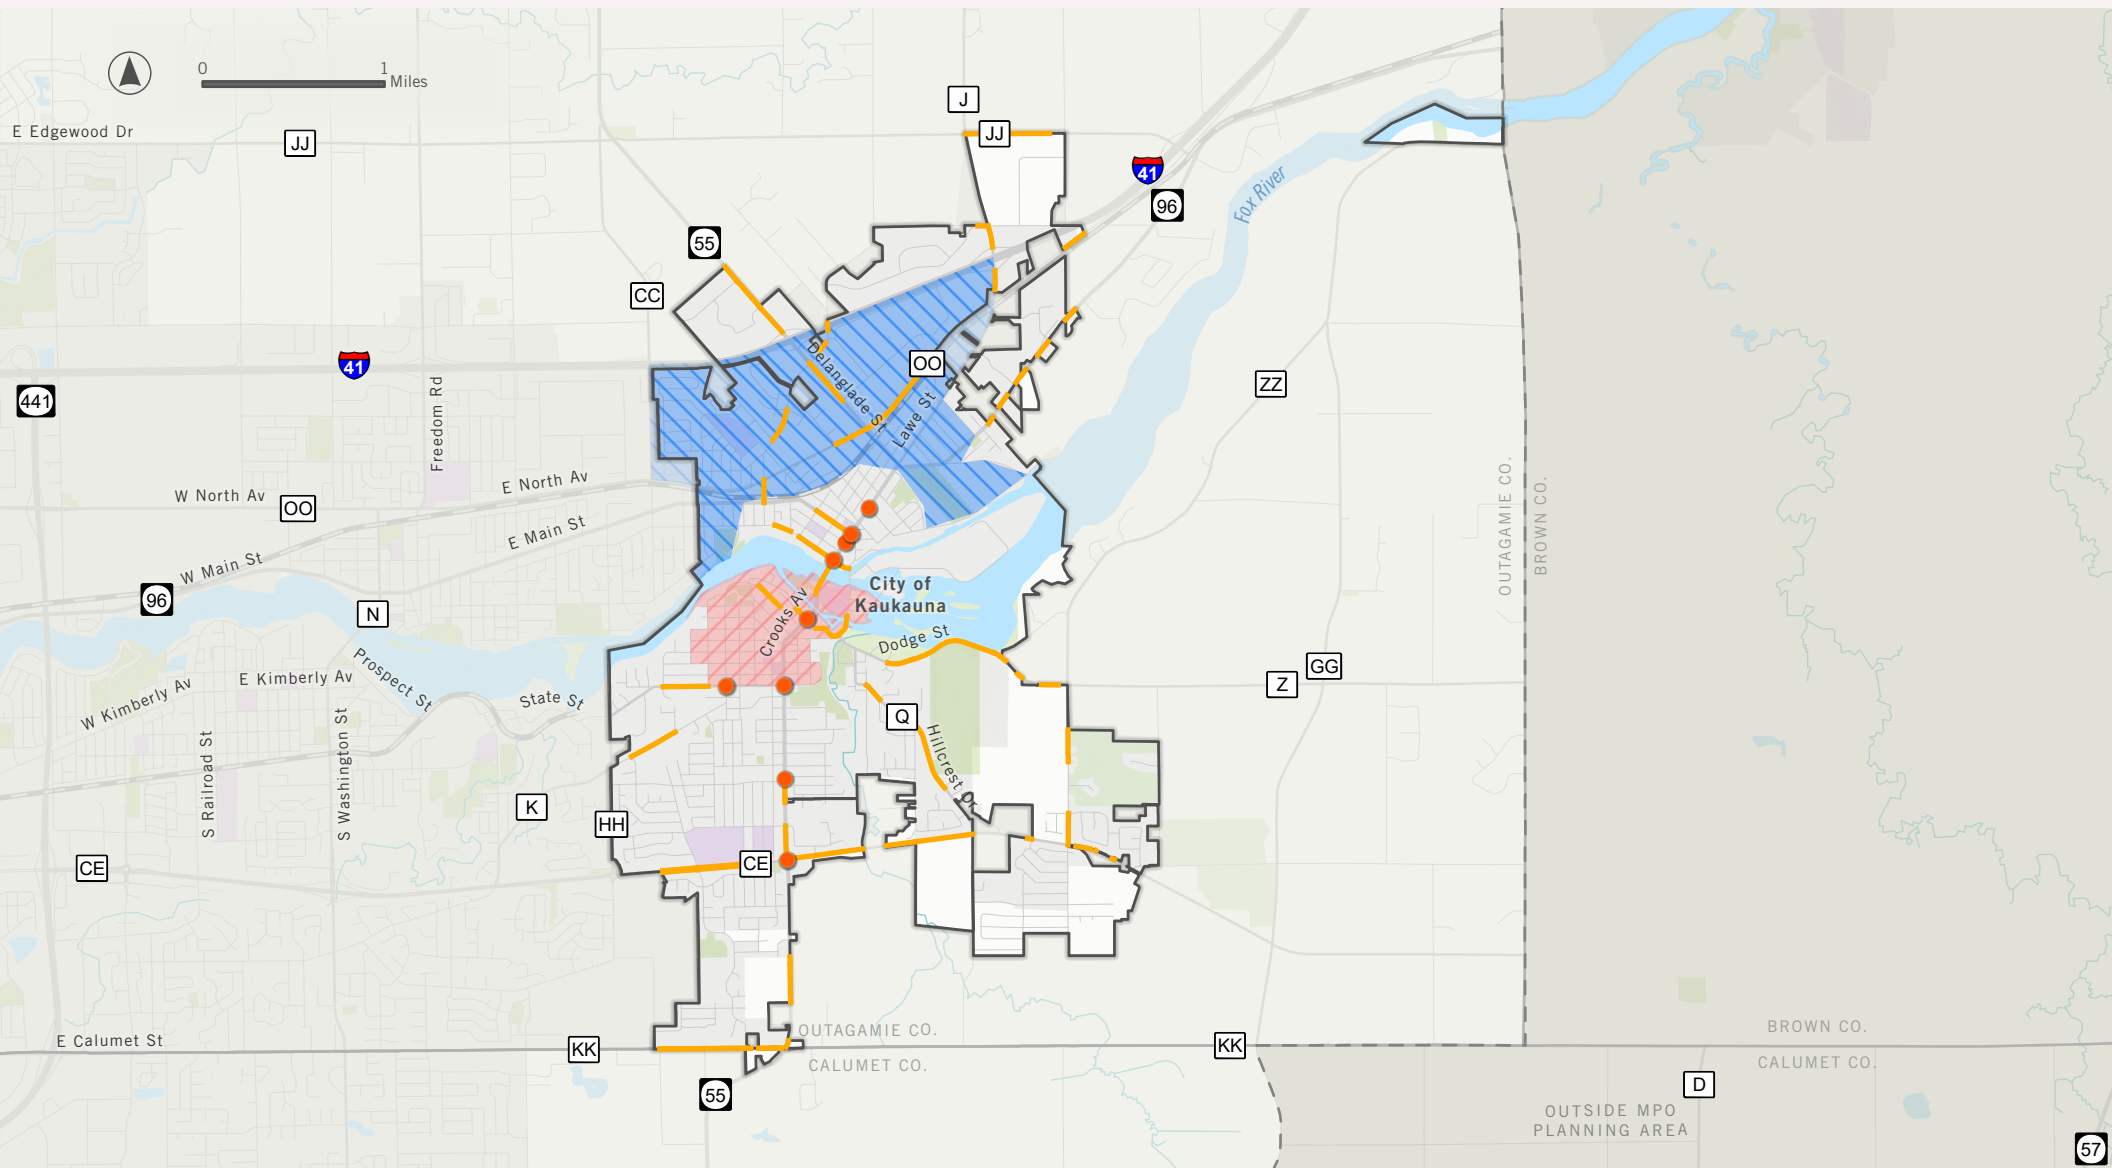 0 1
Miles
J
E Edgewood Dr
JJ
JJ
41
96
Fox River
55
CC
41
441
Freedom Rd
Delanglade St
OO
Lawe St
ZZ
W North Av
OO
E North Av
E Main St
W Main St
96
N
OUTAGAMIE CO.
BROWN CO.
City of
Kaukauna
Crooks Av
Dodge St
W Kimberly Av
E Kimberly Av
Prospect St
State St
GG
Z
Q
Hillcrest Dr
S Railroad St
S Washington St
K
HH
CE
CE
E Calumet St
KK
OUTAGAMIE CO.
CALUMET CO.
KK
BROWN CO.
CALUMET CO.
55
D
OUTSIDE MPO
PLANNING AREA
57